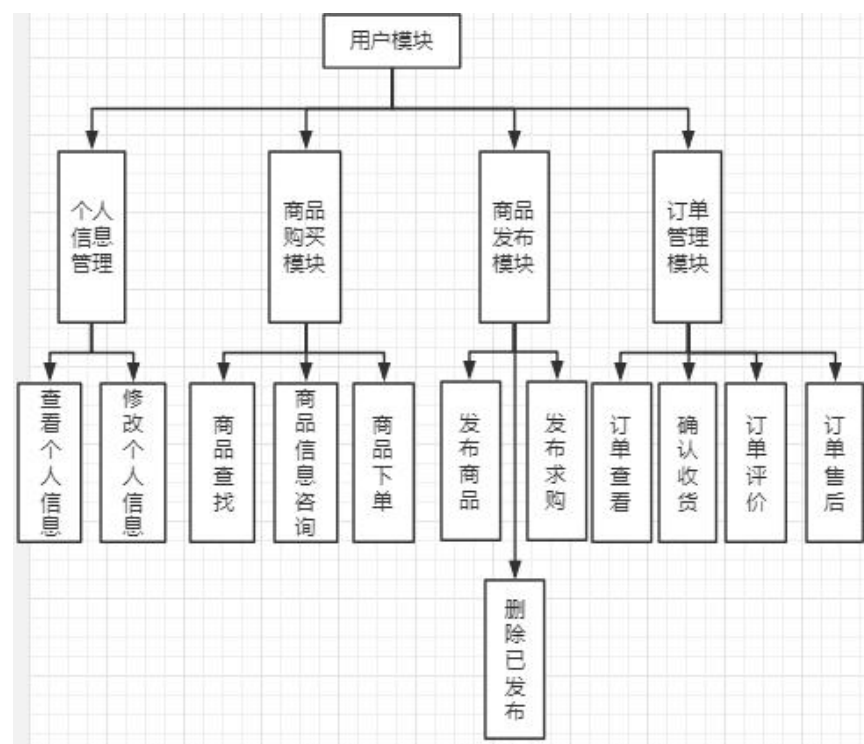 用户模块
个人
信息
管理
商品
购买
模块
商品
发布
模块
订单
管理
模块
查看个人信息
修改个人信息
商品查找
商品信息咨询
商品下单
发布商品
发布求购
订单查看
确认收货
订单评价
订单售后
删除已发布